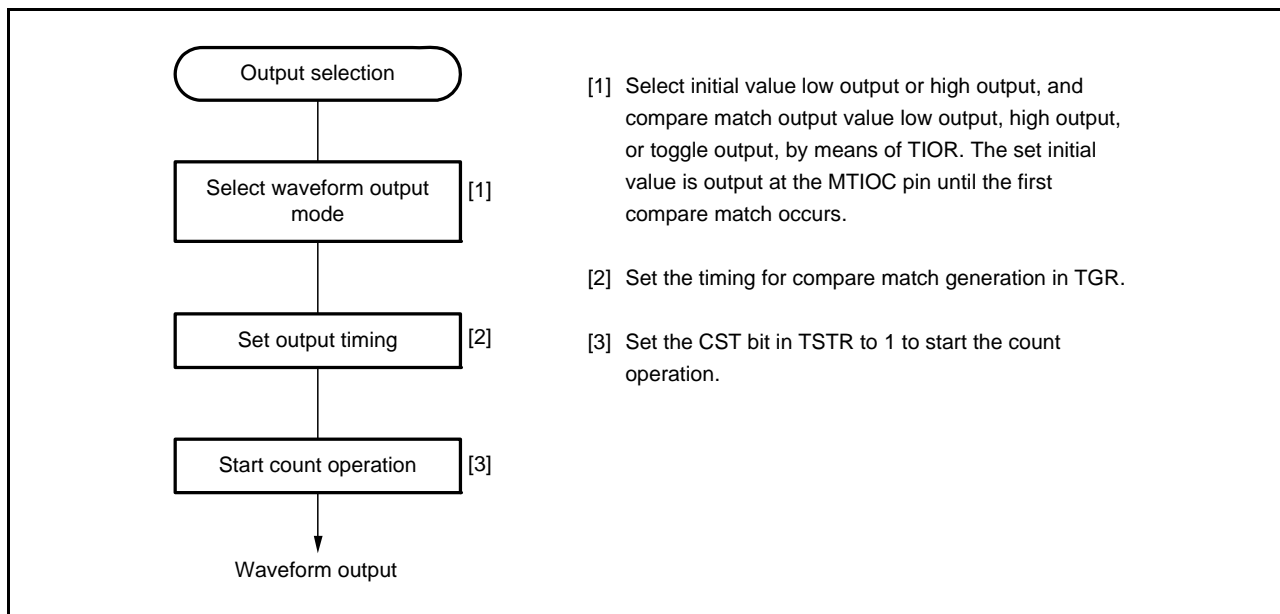 Output selection
Select waveform output
mode
[1]
Set output timing
[2]
Start count operation
[3]
Waveform output
[1] Select initial value low output or high output, and
compare match output value low output, high output,
or toggle output, by means of TIOR. The set initial
value is output at the MTIOC pin until the first
compare match occurs.
[2] Set the timing for compare match generation in TGR.
[3] Set the CST bit in TSTR to 1 to start the count
operation.